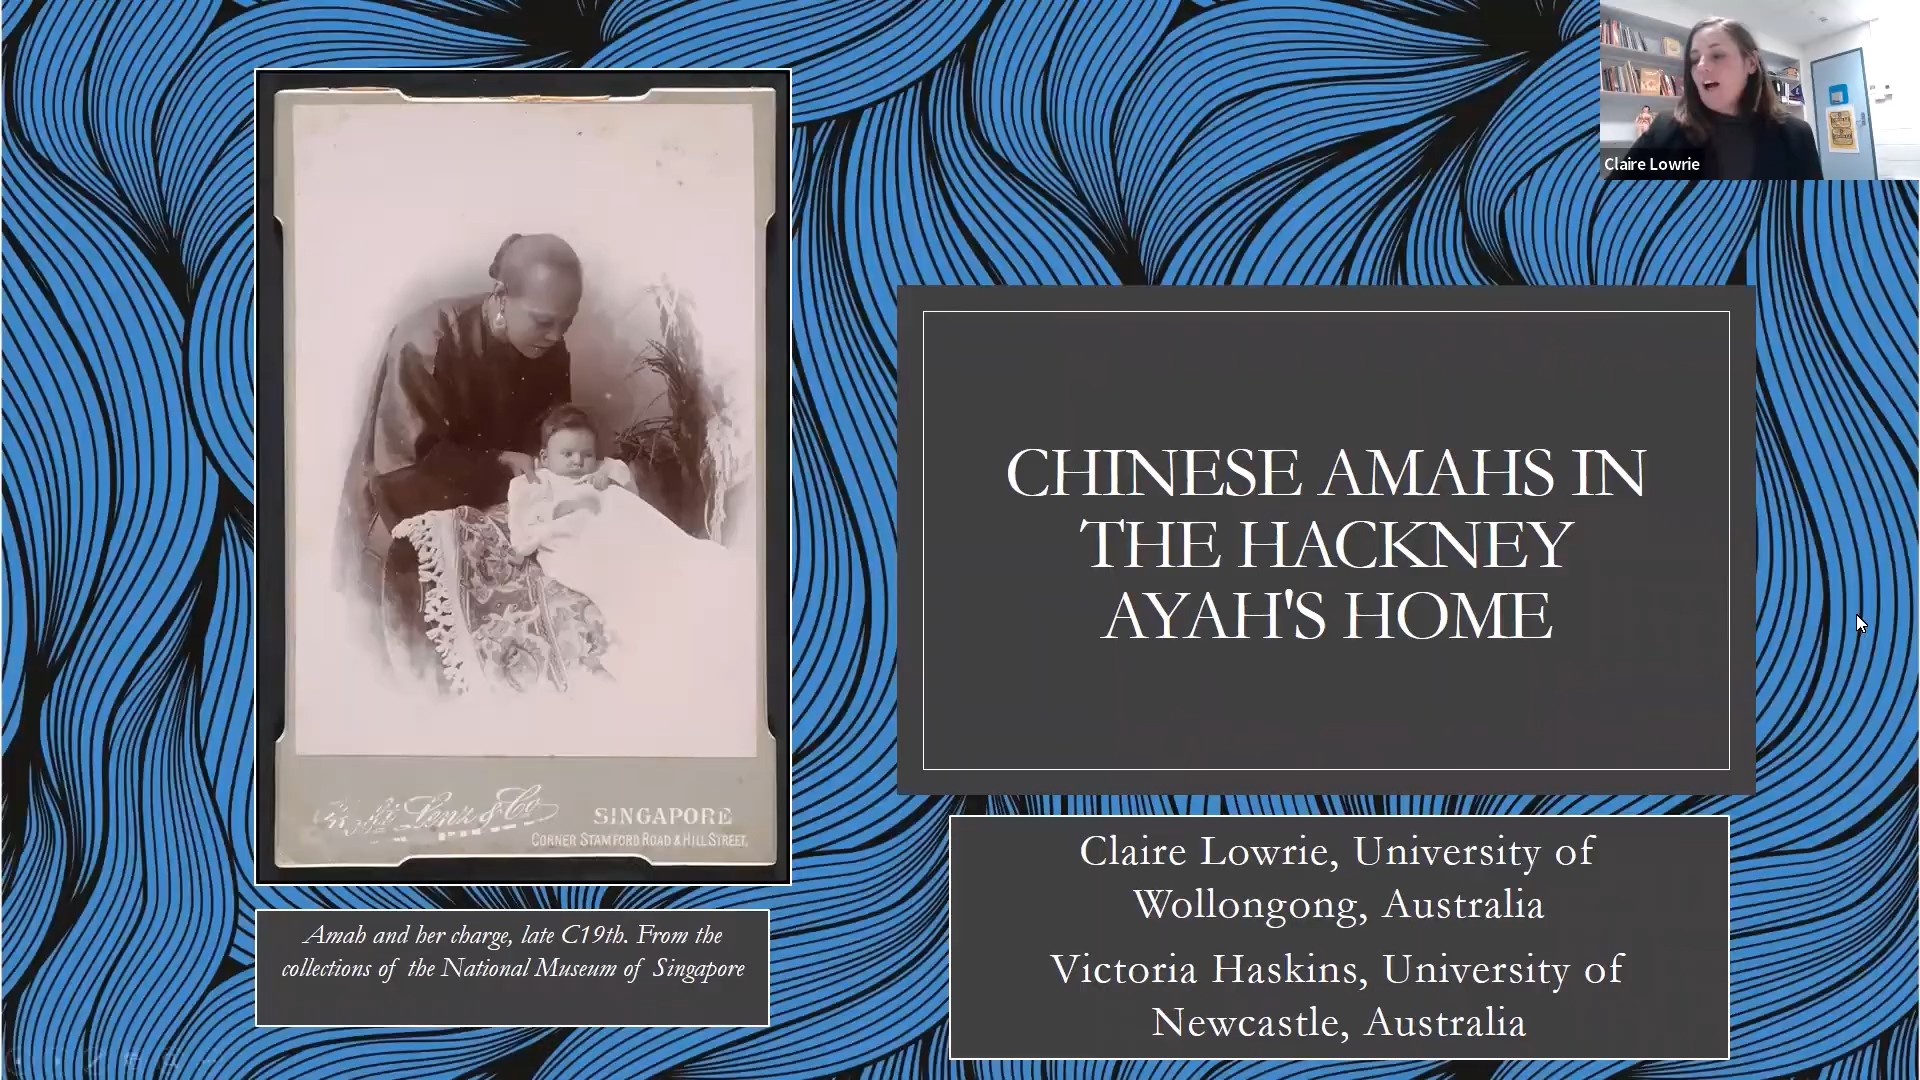 Claire Lowrie
CHINESE AMAHS IN
THE HACKNEY
AYAH'S HOME
Lenz & Co
SINGAPORE
CORNER STAMFORD ROAD & HILL STREET.
Amah and her charge, late C19th. From the
collections of the National Museum of Singapore
Claire Lowrie, University of
Wollongong, Australia
Victoria Haskins, University of
Newcastle, Australia